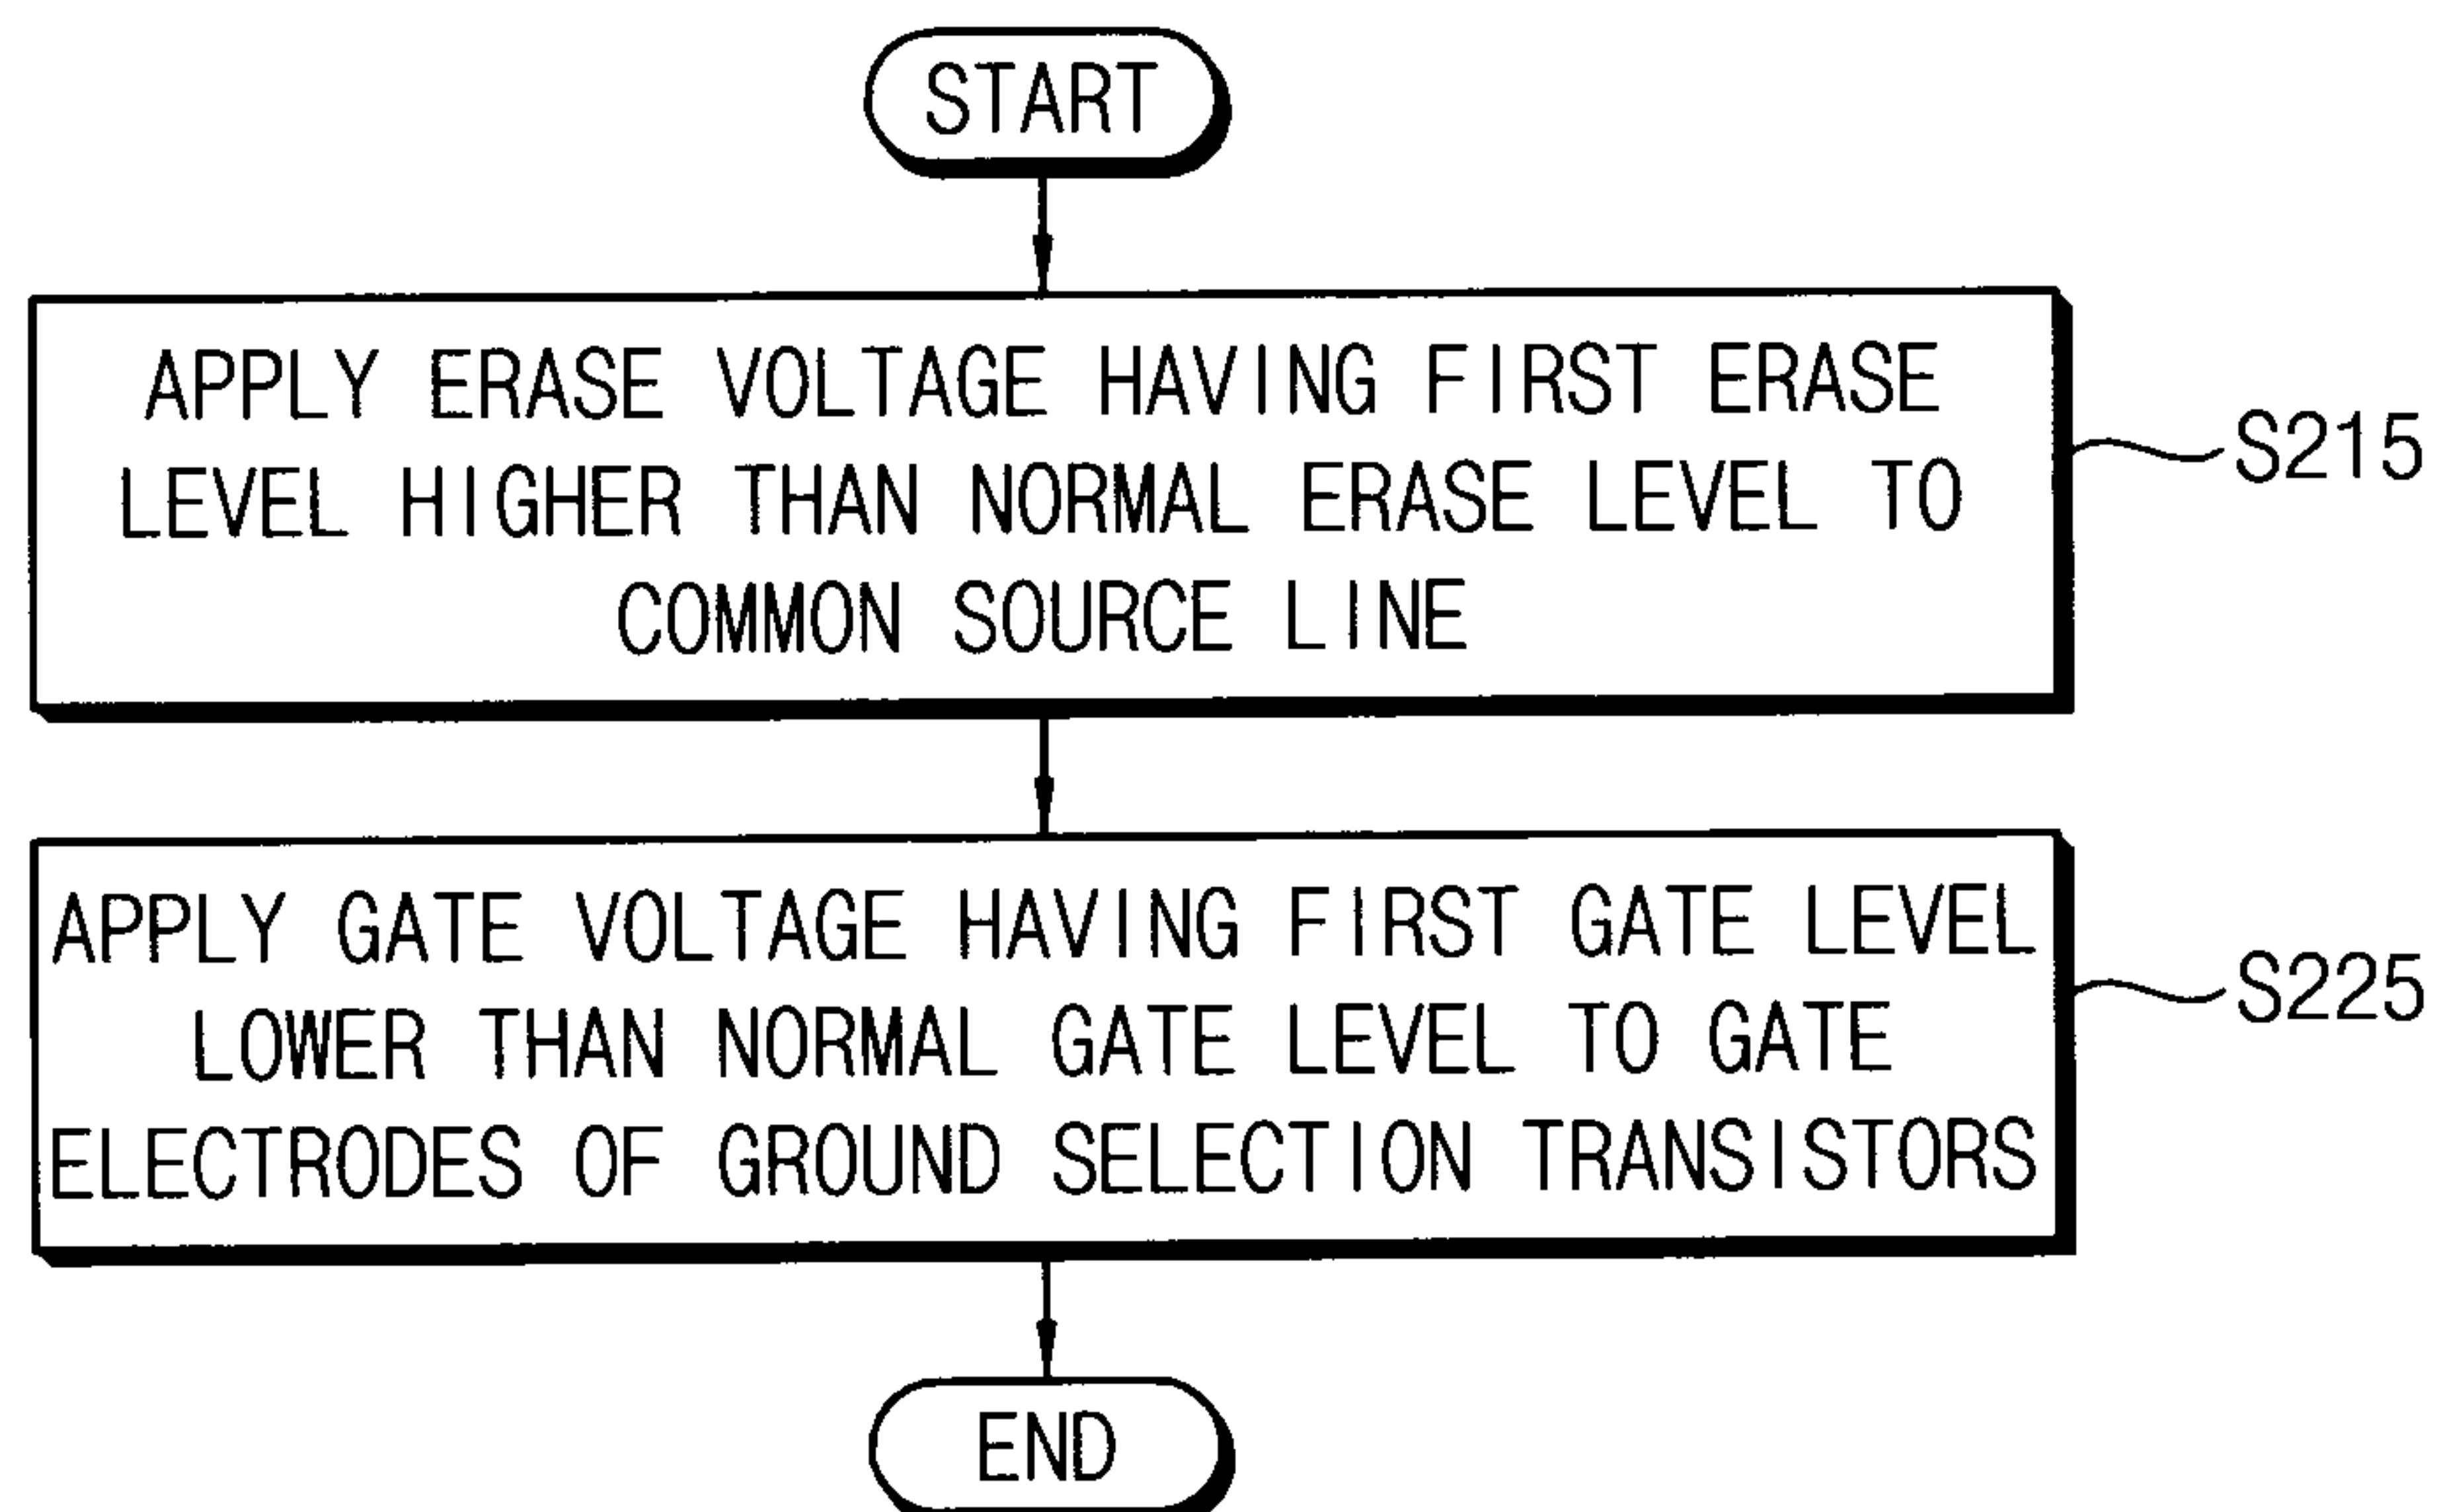 START
APPLY ERASE VOLTAGE HAVING FIRST ERASE
LEVEL HIGHER THAN NORMAL ERASE LEVEL TO
COMMON SOURCE LINE
S215
APPLY GATE VOLTAGE HAVING FIRST GATE LEVEL
LOWER THAN NORMAL GATE LEVEL TO GATE
ELECTRODES OF GROUND SELECTION TRANSISTORS
S225
END